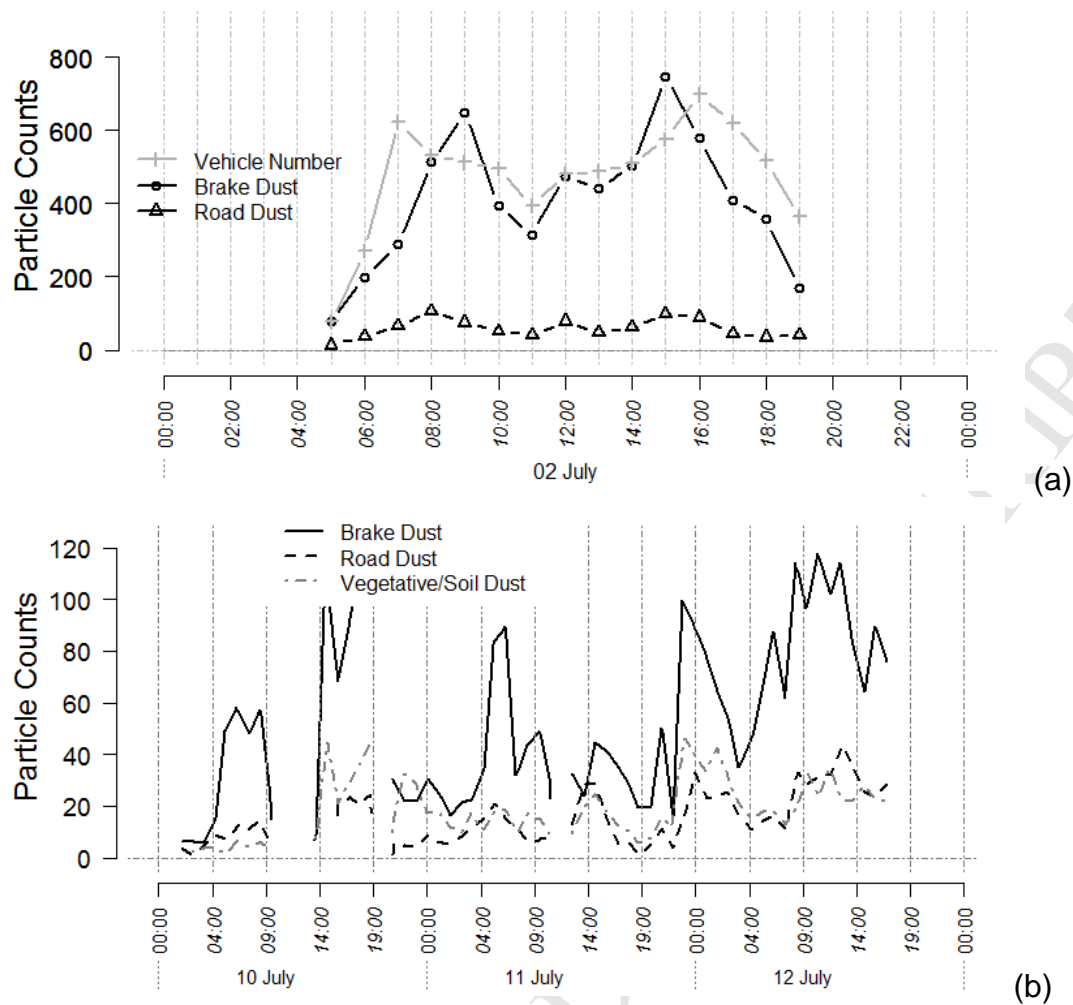 800
600
400
200
0
Particle Counts
Vehicle Number
Brake Dust
Road Dust
00:00 02:00 04:00 06:00 08:00 10:00 12:00 14:00 16:00 18:00 20:00 22:00 00:00
02 July
(a)
Brake Dust
Road Dust
Vegetative/Soil Dust
120
100
80
60
40
20
0
Particle Counts
00:00 04:00 09:00 14:00 19:00 00:00 04:00 09:00 14:00 19:00 00:00 04:00 09:00 14:00 19:00 00:00
10 July 11 July 12 July
(b)